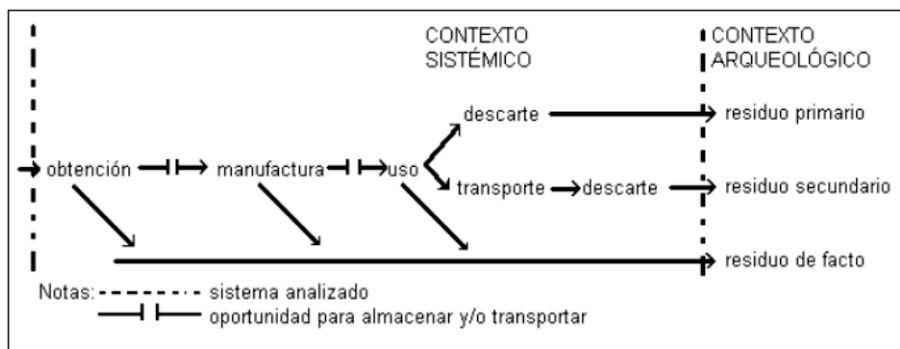 CONTEXTO CONTEXTO
SISTÉMICO ARQUEOLÓGICO
descarte residuo primario
obtención manufactura uso
transporte descarte residuo secundario
residuo de facto
Notas: sistema analizado
oportunidad para almacenar y/o transportar